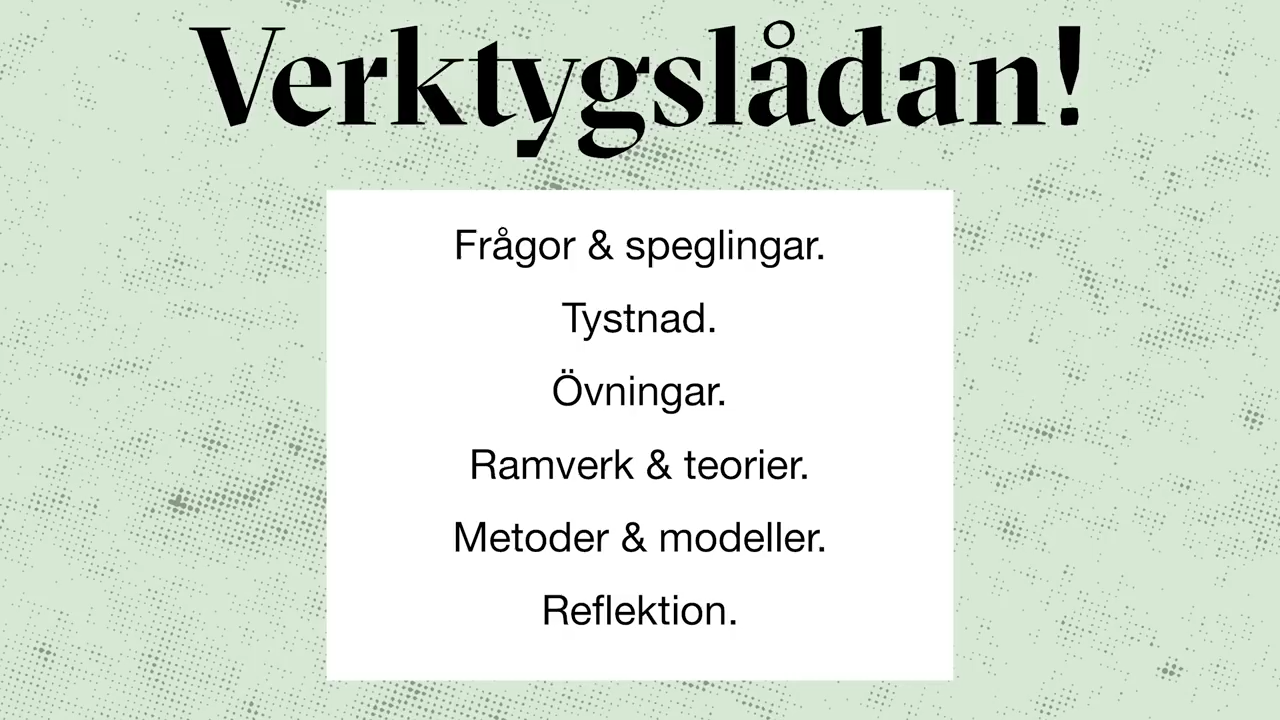 Verktygslådan!
Frågor & speglingar.
Tystnad.
Övningar.
Ramverk & teorier.
Metoder & modeller.
Reflektion.